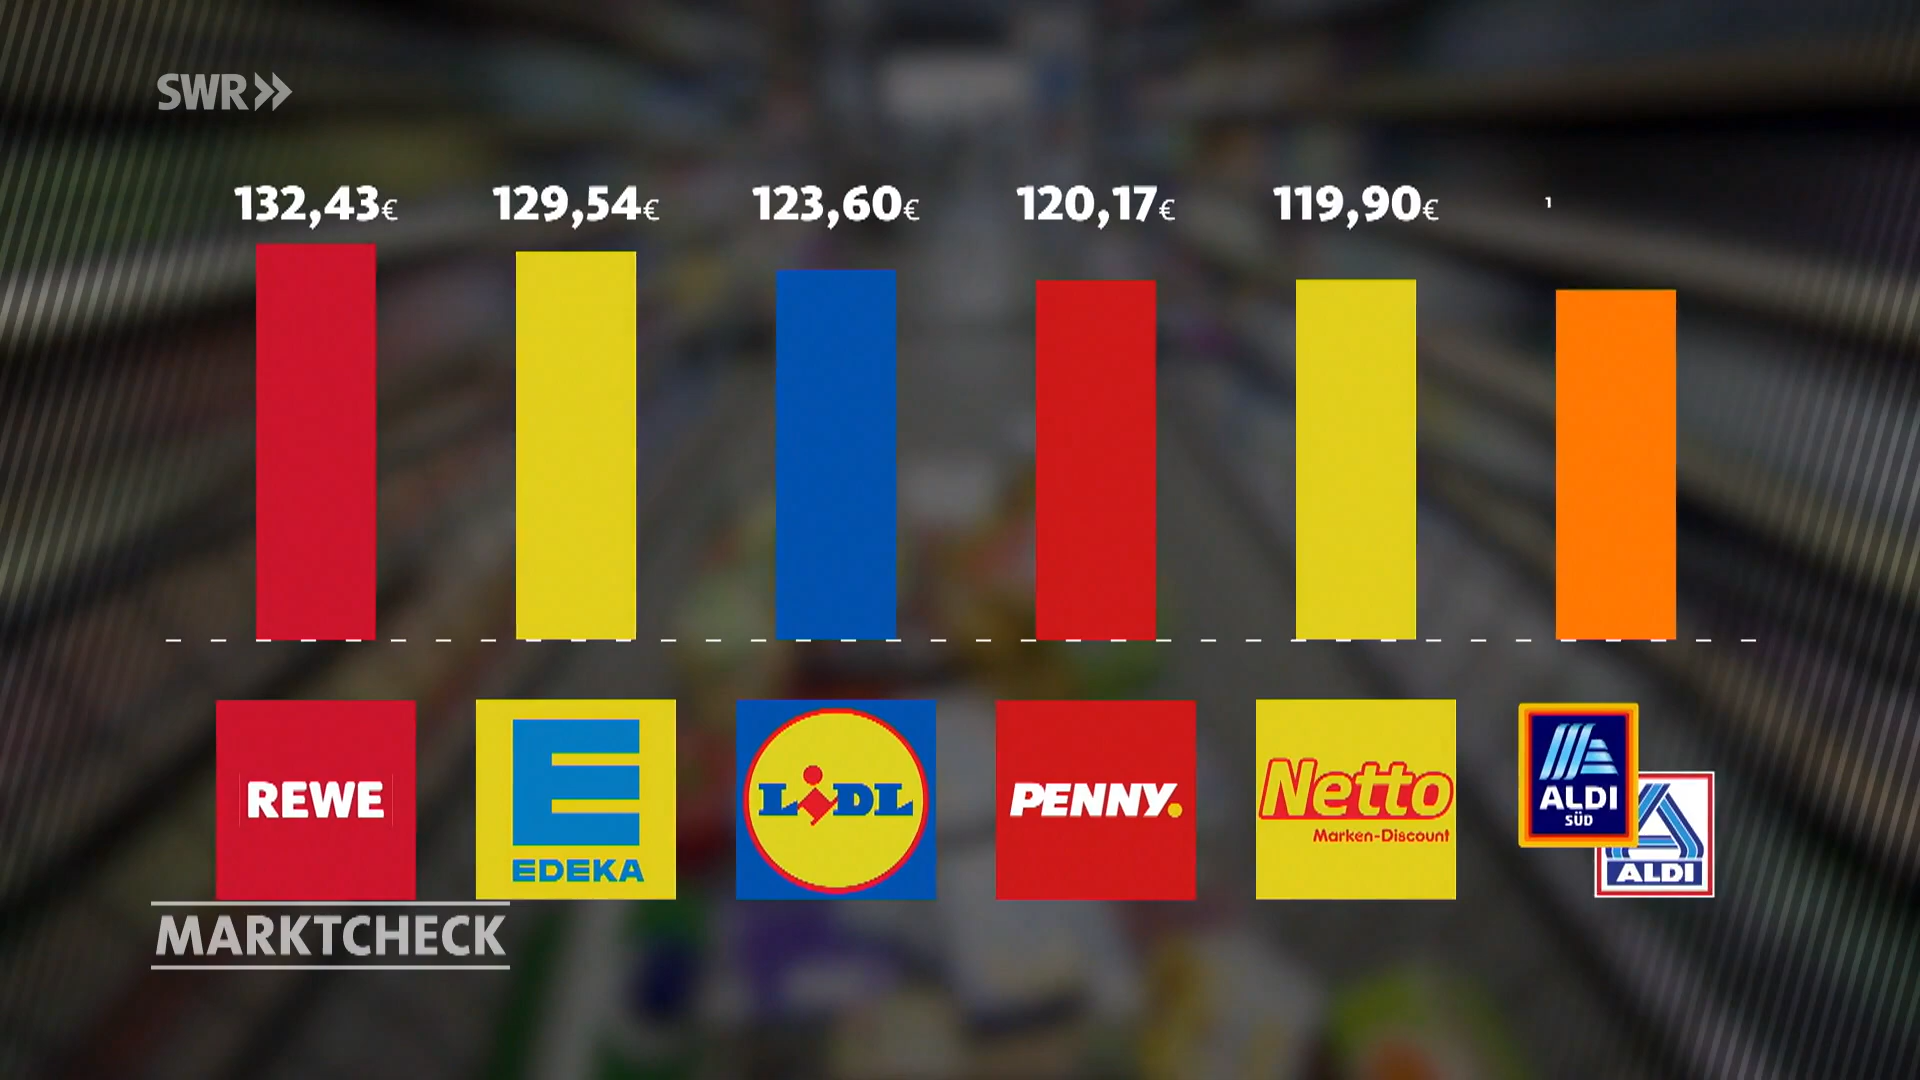 SWR
132,43€
129,54€
123,60€
120,17€
119,90€
1
REWE
EDEKA
LIDL
PENNY.
Netto
Marken-Discount
ALDI
SÜD
ALDI
MARKTCHECK